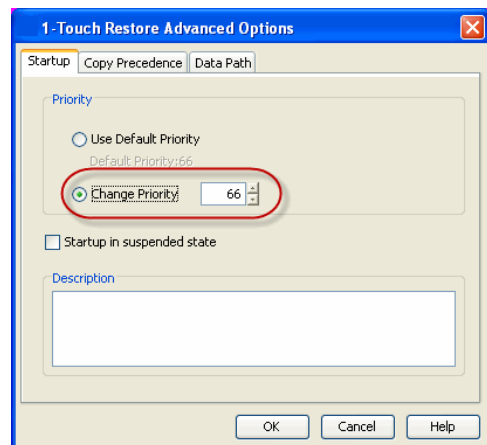 1-Touch Restore Advanced Options
Startup Copy Precedence Data Path
Priority
Use Default Priority
Default Priority:66
Change Priority 66
Startup in suspended state
Description
OK Cancel Help